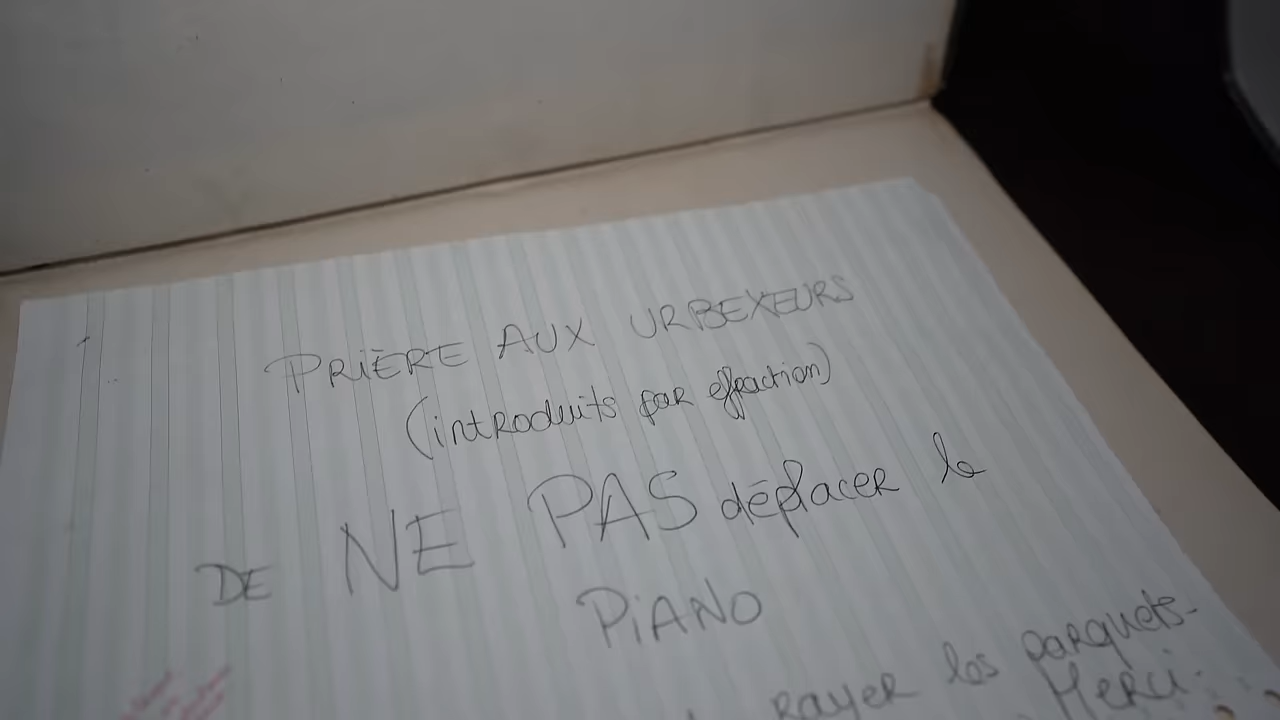 PRIÈRE AUX URBEXEURS
(introduits par effraction)
DE NE PAS déplacer le
PiANO
rayer les parquets-
Merci